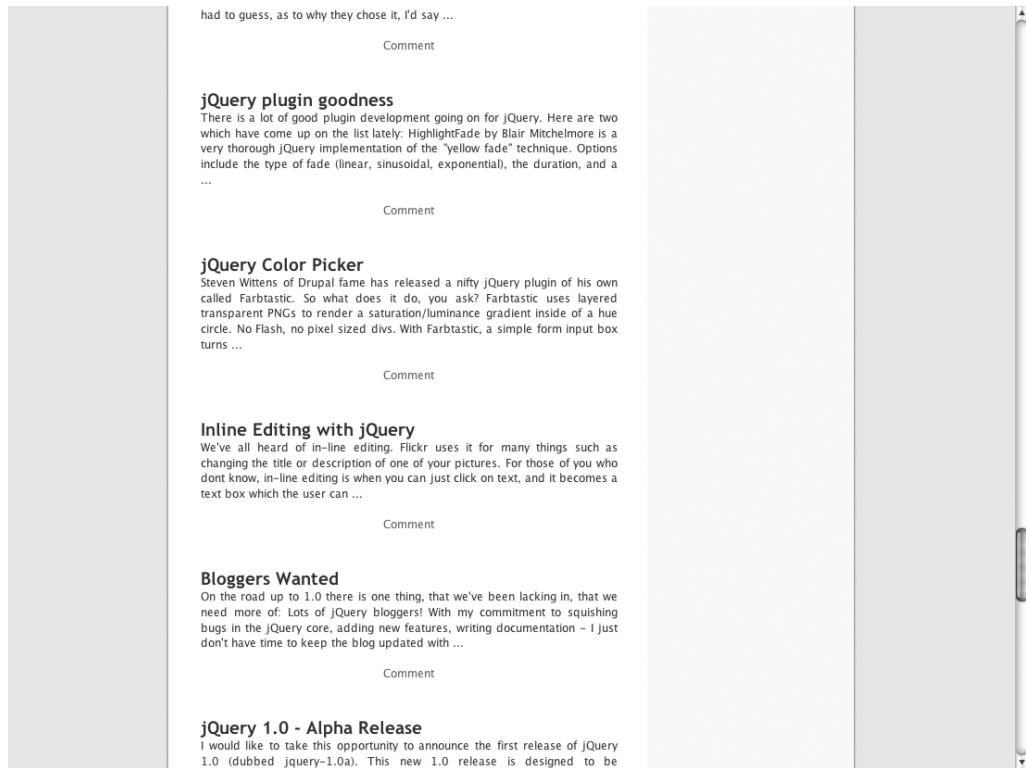 had to guess, as to why they chose it, I'd say ...
Comment
jQuery plugin goodness
There is a lot of good plugin development going on for jQuery. Here are two
which have come up on the list lately: HighlightFade by Blair Mitchelmore is a
very thorough jQuery implementation of the "yellow fade" technique. Options
include the type of fade (linear, sinusoidal, exponential), the duration, and a
...
Comment
jQuery Color Picker
Steven Wittens of Drupal fame has released a nifty jQuery plugin of his own
called Farbtastic. So what does it do, you ask? Farbtastic uses layered
transparent PNGs to render a saturation/luminance gradient inside of a hue
circle. No Flash, no pixel sized divs. With Farbtastic, a simple form input box
turns ...
Comment
Inline Editing with jQuery
We've all heard of in-line editing. Flickr uses it for many things such as
changing the title or description of one of your pictures. For those of you who
dont know, in-line editing is when you can just click on text, and it becomes a
text box which the user can ...
Comment
Bloggers Wanted
On the road up to 1.0 there is one thing, that we've been lacking in, that we
need more of: Lots of jQuery bloggers! With my commitment to squishing
bugs in the jQuery core, adding new features, writing documentation – I just
don't have time to keep the blog updated with ...
Comment
jQuery 1.0 - Alpha Release
I would like to take this opportunity to announce the first release of jQuery
1.0 (dubbed jquery-1.0a). This new 1.0 release is designed to be